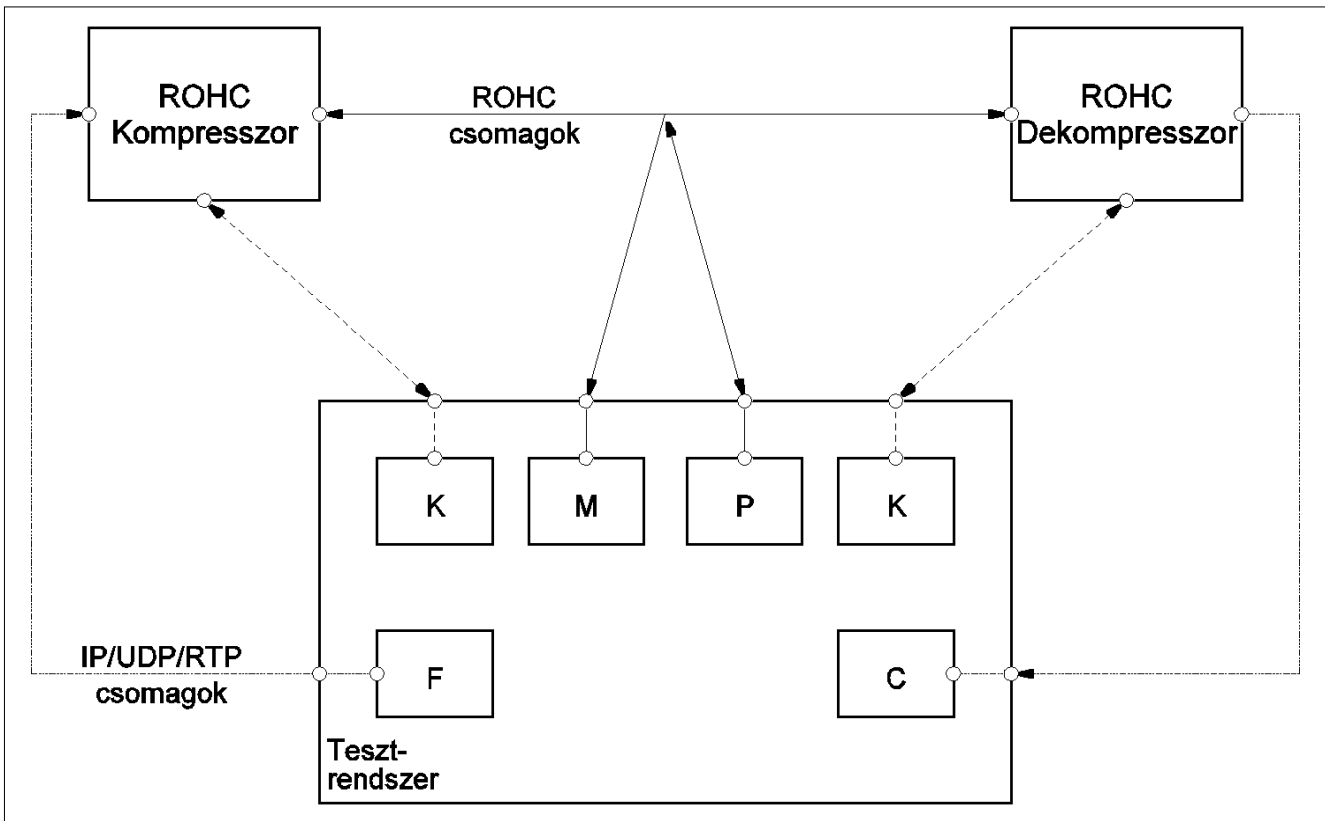 ROHC
Kompresszor
ROHC
csomagok
ROHC
Dekompresszor
K
M
P
K
IP/UDP/RTP
csomagok
F
C
Teszt-
rendszer